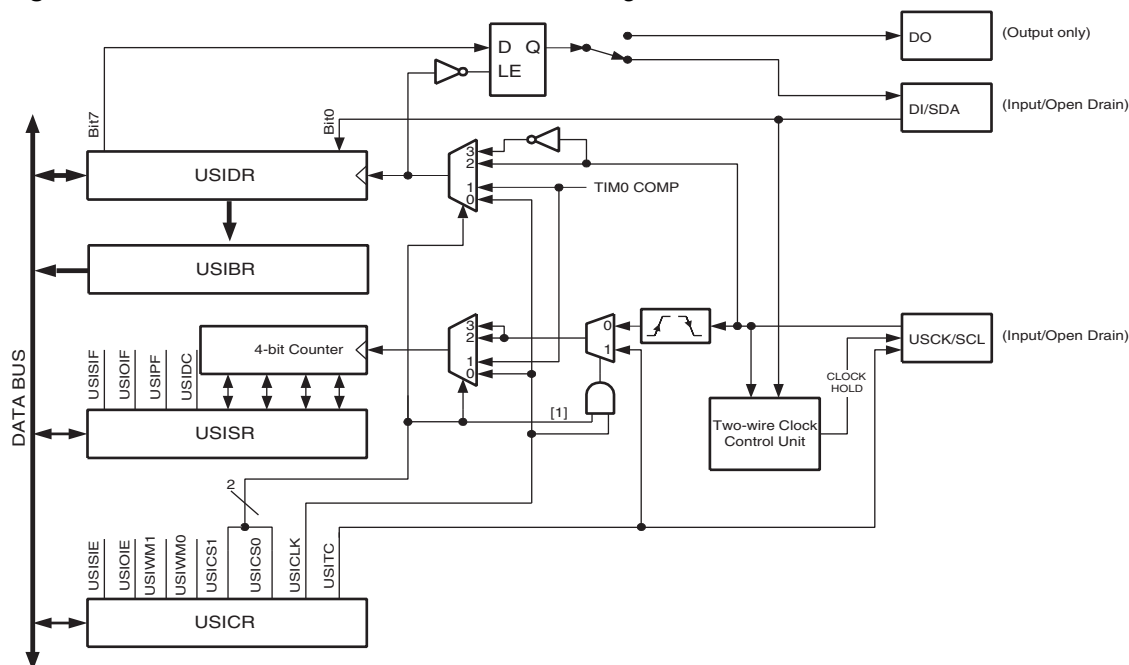 D Q
LE
DO
(Output only)
DI/SDA
(Input/Open Drain)
Bit7
Bit0
USIDR
3
2
1
0
TIM0 COMP
USIBR
DATA BUS
4-bit Counter
3
2
1
0
0
1
USCK/SCL
(Input/Open Drain)
USISIF
USIOIF
USIPF
USIDC
CLOCK
HOLD
[1]
USISR
Two-wire Clock
Control Unit
2
USISIE
USIOIE
USIWM1
USIWM0
USICS1
USICS0
USICLK
USITC
USICR